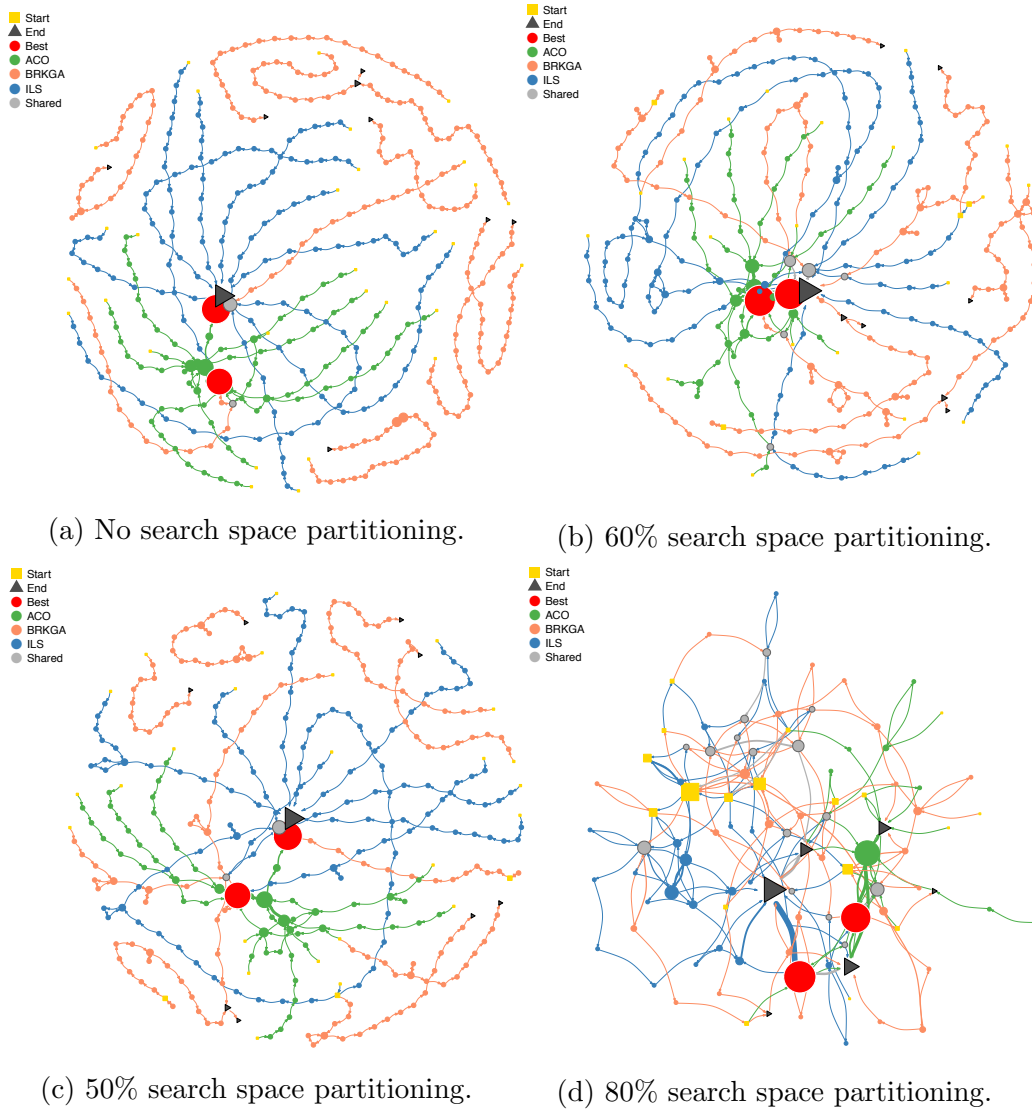 Start
End
Best
ACO
BRKGA
ILS
Shared
Start
End
Best
ACO
BRKGA
ILS
Shared
(a) No search space partitioning.
(b) 60% search space partitioning.
Start
End
Best
ACO
BRKGA
ILS
Shared
Start
End
Best
ACO
BRKGA
ILS
Shared
(c) 50% search space partitioning.
(d) 80% search space partitioning.